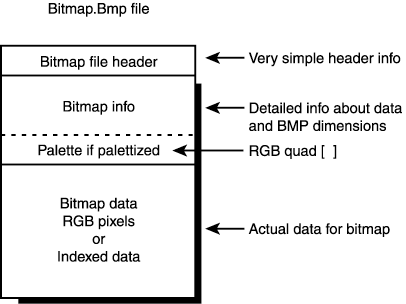 Bitmap.Bmp file
Bitmap file header
Very simple header info
Bitmap info
Detailed info about data
and BMP dimensions
Palette if palettized
RGB quad [ ]
Bitmap data
RGB pixels
or
Indexed data
Actual data for bitmap